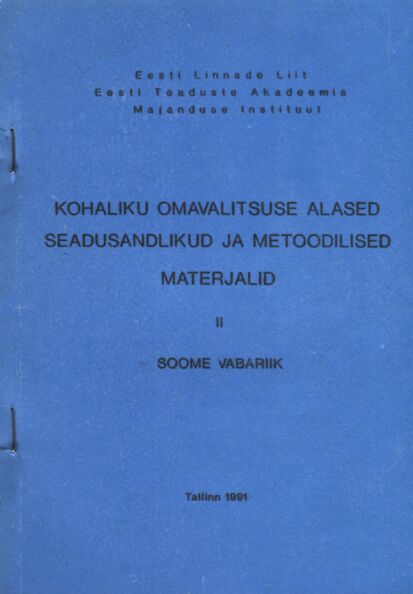 Eesti Linnade Liit
Eesti Teaduste Akadeemia
Majanduse Instituut
KOHALIKU OMAVALITSUSE ALASED
SEADUSANDLIKUD JA METOODILISED
MATERJALID
II
SOOME VABARIIK
Tallinn 1991